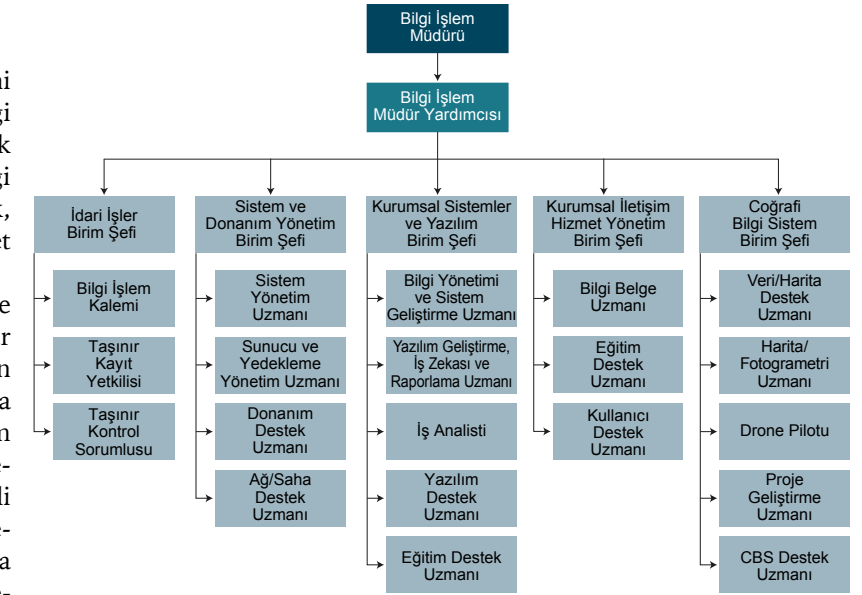 Bilgi İşlem
Müdürü
Bilgi İşlem
Müdür Yardımcısı
İdari İşler
Birim Şefi
Bilgi İşlem
Kalemi
Taşınır
Kayıt
Yetkilisi
Taşınır
Kontrol
Sorumlusu
Sistem ve
Donanım Yönetim
Birim Şefi
Sistem
Yönetim
Uzmanı
Sunucu ve
Yedekleme
Yönetim Uzmanı
Donanım
Destek
Uzmanı
Ağ/Saha
Destek
Uzmanı
Kurumsal Sistemler
ve Yazılım
Birim Şefi
Bilgi Yönetimi
ve Sistem
Geliştirme Uzmanı
Yazılım Geliştirme,
İş Zekası ve
Raporlama Uzmanı
İş Analisti
Yazılım
Destek
Uzmanı
Eğitim Destek
Uzmanı
Kurumsal İletişim
Hizmet Yönetim
Birim Şefi
Bilgi Belge
Uzmanı
Eğitim
Destek
Uzmanı
Kullanıcı
Destek
Uzmanı
Coğrafi
Bilgi Sistem
Birim Şefi
Veri/Harita
Destek
Uzmanı
Harita/
Fotogrametri
Uzmanı
Drone Pilotu
Proje
Geliştirme
Uzmanı
CBS Destek
Uzmanı